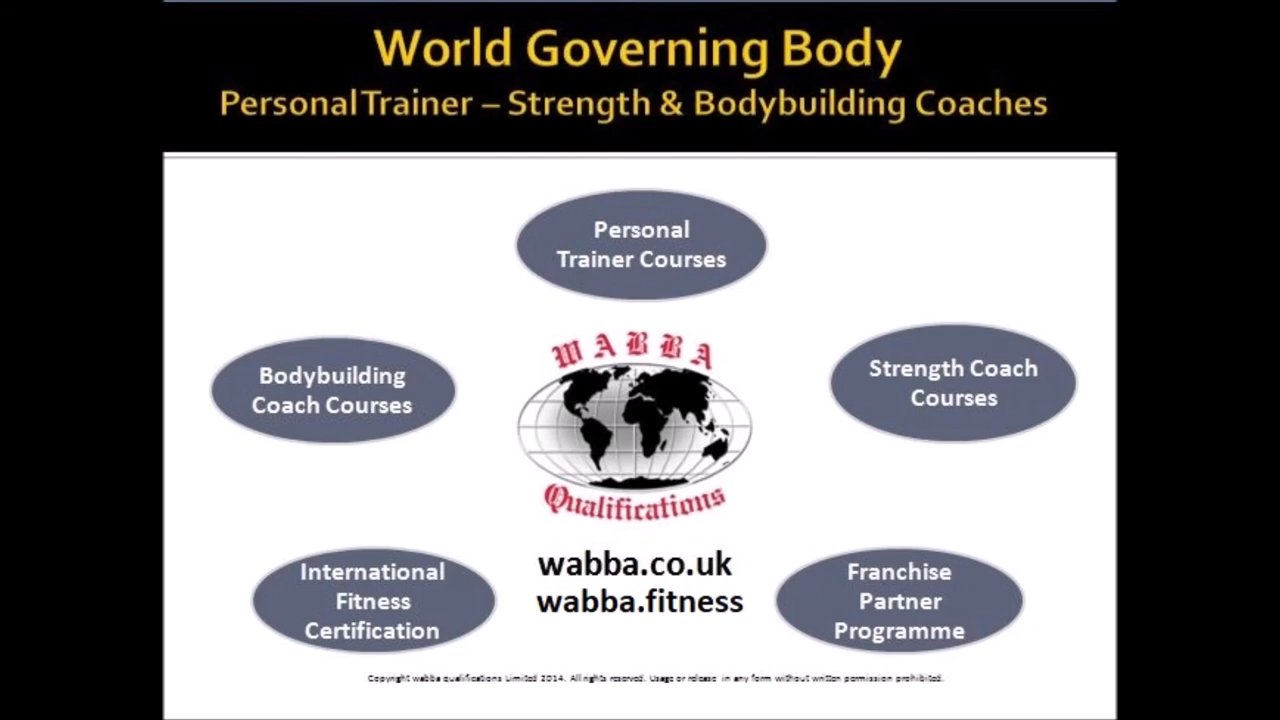 World Governing Body
Personal Trainer – Strength & Bodybuilding Coaches
Personal
Trainer Courses
Bodybuilding
Coach Courses
WABBA
Qualifications
Strength Coach
Courses
International
Fitness
Certification
wabba.co.uk
wabba.fitness
Franchise
Partner
Programme
Copyright wabba qualifications Limited 2014. All rights reserved. Usage or release in any form without written permission prohibited.